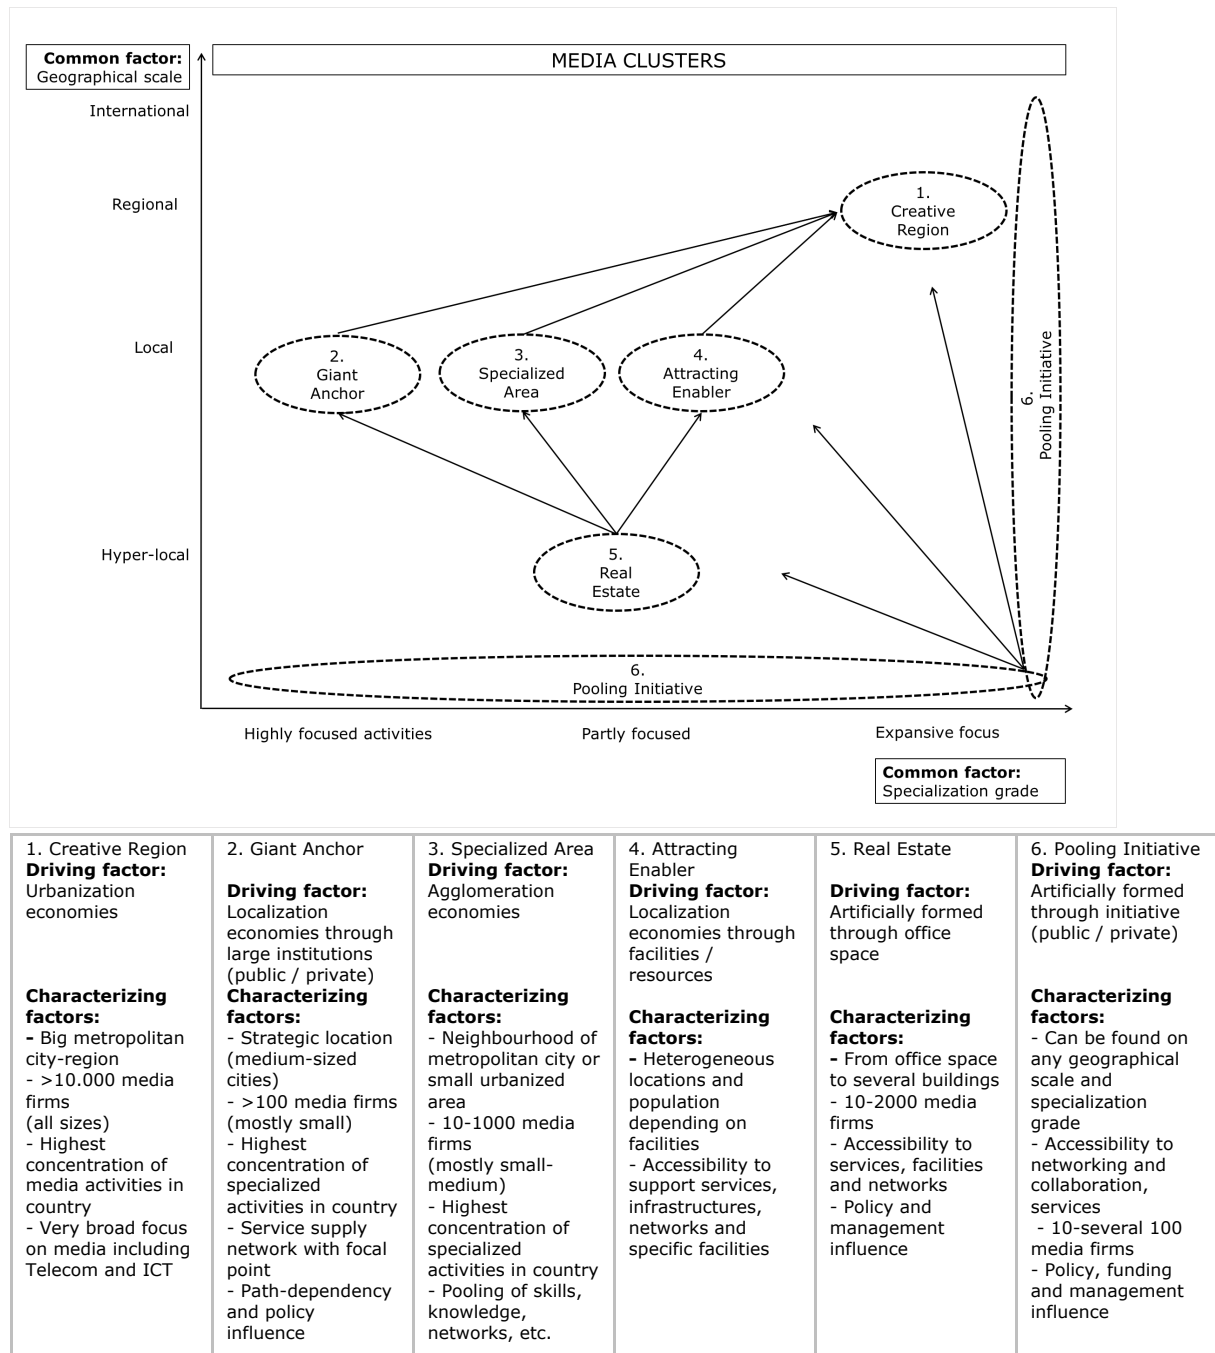 Common factor:
Geographical scale
MEDIA CLUSTERS
International
Regional
1.
Creative
Region
Local
2.
Giant
Anchor
3.
Specialized
Area
4.
Attracting
Enabler
6.
Pooling Initiative
Hyper-local
5.
Real
Estate
6.
Pooling Initiative
Highly focused activities
Partly focused
Expansive focus
Common factor:
Specialization grade
1. Creative Region
Driving factor:
Urbanization
economies
Characterizing
factors:
- Big metropolitan
city-region
- >10.000 media
firms
(all sizes)
- Highest
concentration of
media activities in
country
- Very broad focus
on media including
Telecom and ICT
2. Giant Anchor
Driving factor:
Localization
economies through
large institutions
(public / private)
Characterizing
factors:
- Strategic location
(medium-sized
cities)
- >100 media firms
(mostly small)
- Highest
concentration of
specialized
activities in country
- Service supply
network with focal
point
- Path-dependency
and policy
influence
3. Specialized Area
Driving factor:
Agglomeration
economies
Characterizing
factors:
- Neighbourhood of
metropolitan city or
small urbanized
area
- 10-1000 media
firms
(mostly small-
medium)
- Highest
concentration of
specialized
activities in country
- Pooling of skills,
knowledge,
networks, etc.
4. Attracting
Enabler
Driving factor:
Localization
economies through
facilities /
resources
Characterizing
factors:
- Heterogeneous
locations and
population
depending on
facilities
- Accessibility to
support services,
infrastructures,
networks and
specific facilities
5. Real Estate
Driving factor:
Artificially formed
through office
space
Characterizing
factors:
- From office space
to several buildings
- 10-2000 media
firms
- Accessibility to
services, facilities
and networks
- Policy and
management
influence
6. Pooling Initiative
Driving factor:
Artificially formed
through initiative
(public / private)
Characterizing
factors:
- Can be found on
any geographical
scale and
specialization
grade
- Accessibility to
networking and
collaboration,
services
- 10-several 100
media firms
- Policy, funding
and management
influence